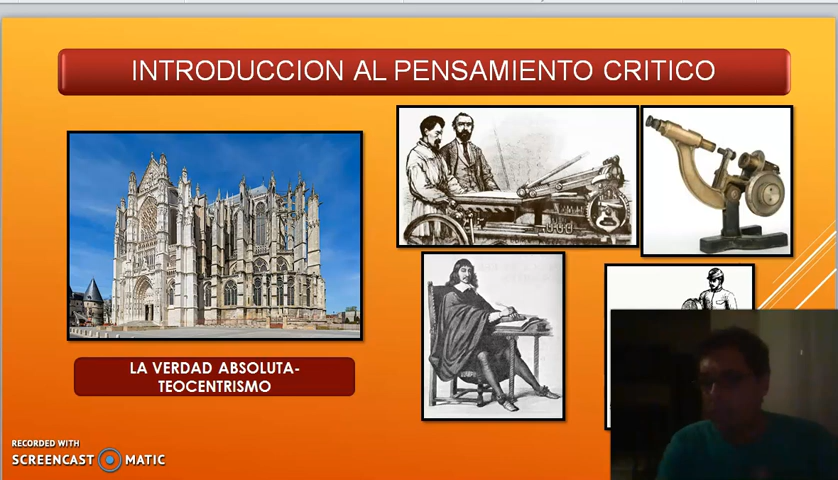 INTRODUCCION AL PENSAMIENTO CRITICO
LA VERDAD ABSOLUTA-
TEOCENTRISMO
RECORDED WITH
SCREENCAST MATIC